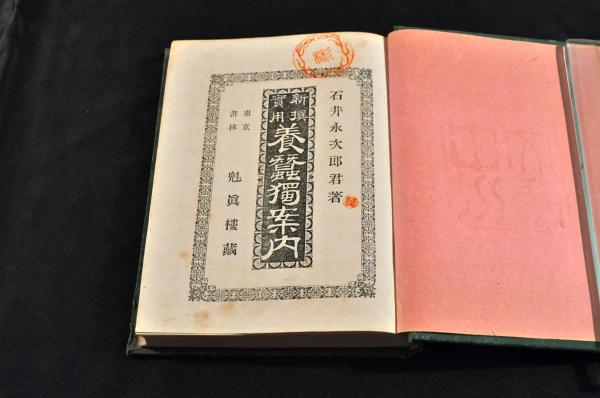 石井永次郎君著
新撰
實用
養蠶獨案内
東京
書林
魁眞樓藏